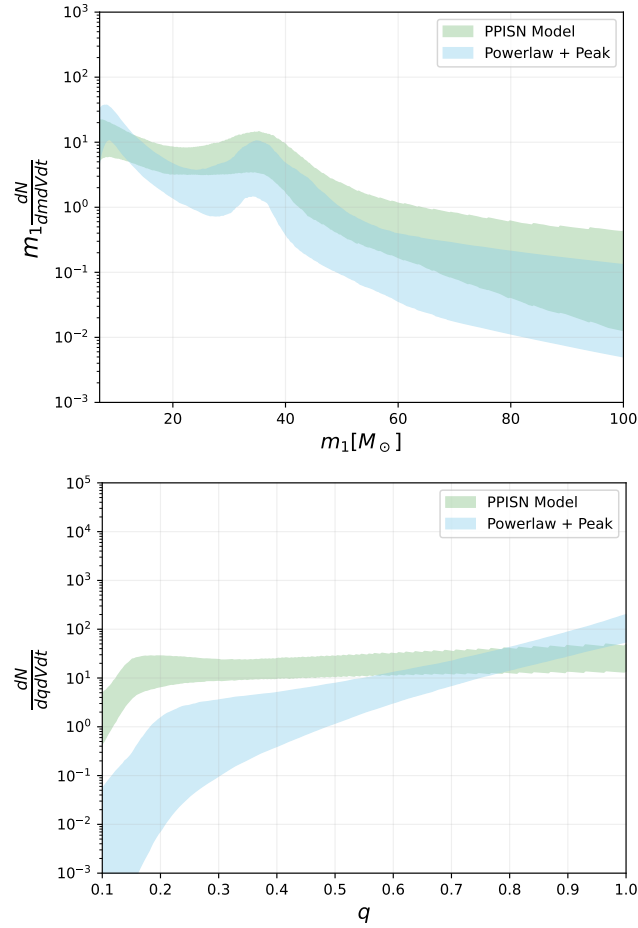 10³
10²
10¹
10⁰
10⁻¹
10⁻²
10⁻³
m₁ dN/dmdVdt
PPISN Model
Powerlaw + Peak
20 40 60 80 100
m₁[M⊙]
10⁵
10⁴
10³
10²
10¹
10⁰
10⁻¹
10⁻²
10⁻³
dN/dqdVdt
PPISN Model
Powerlaw + Peak
0.1 0.2 0.3 0.4 0.5 0.6 0.7 0.8 0.9 1.0
q